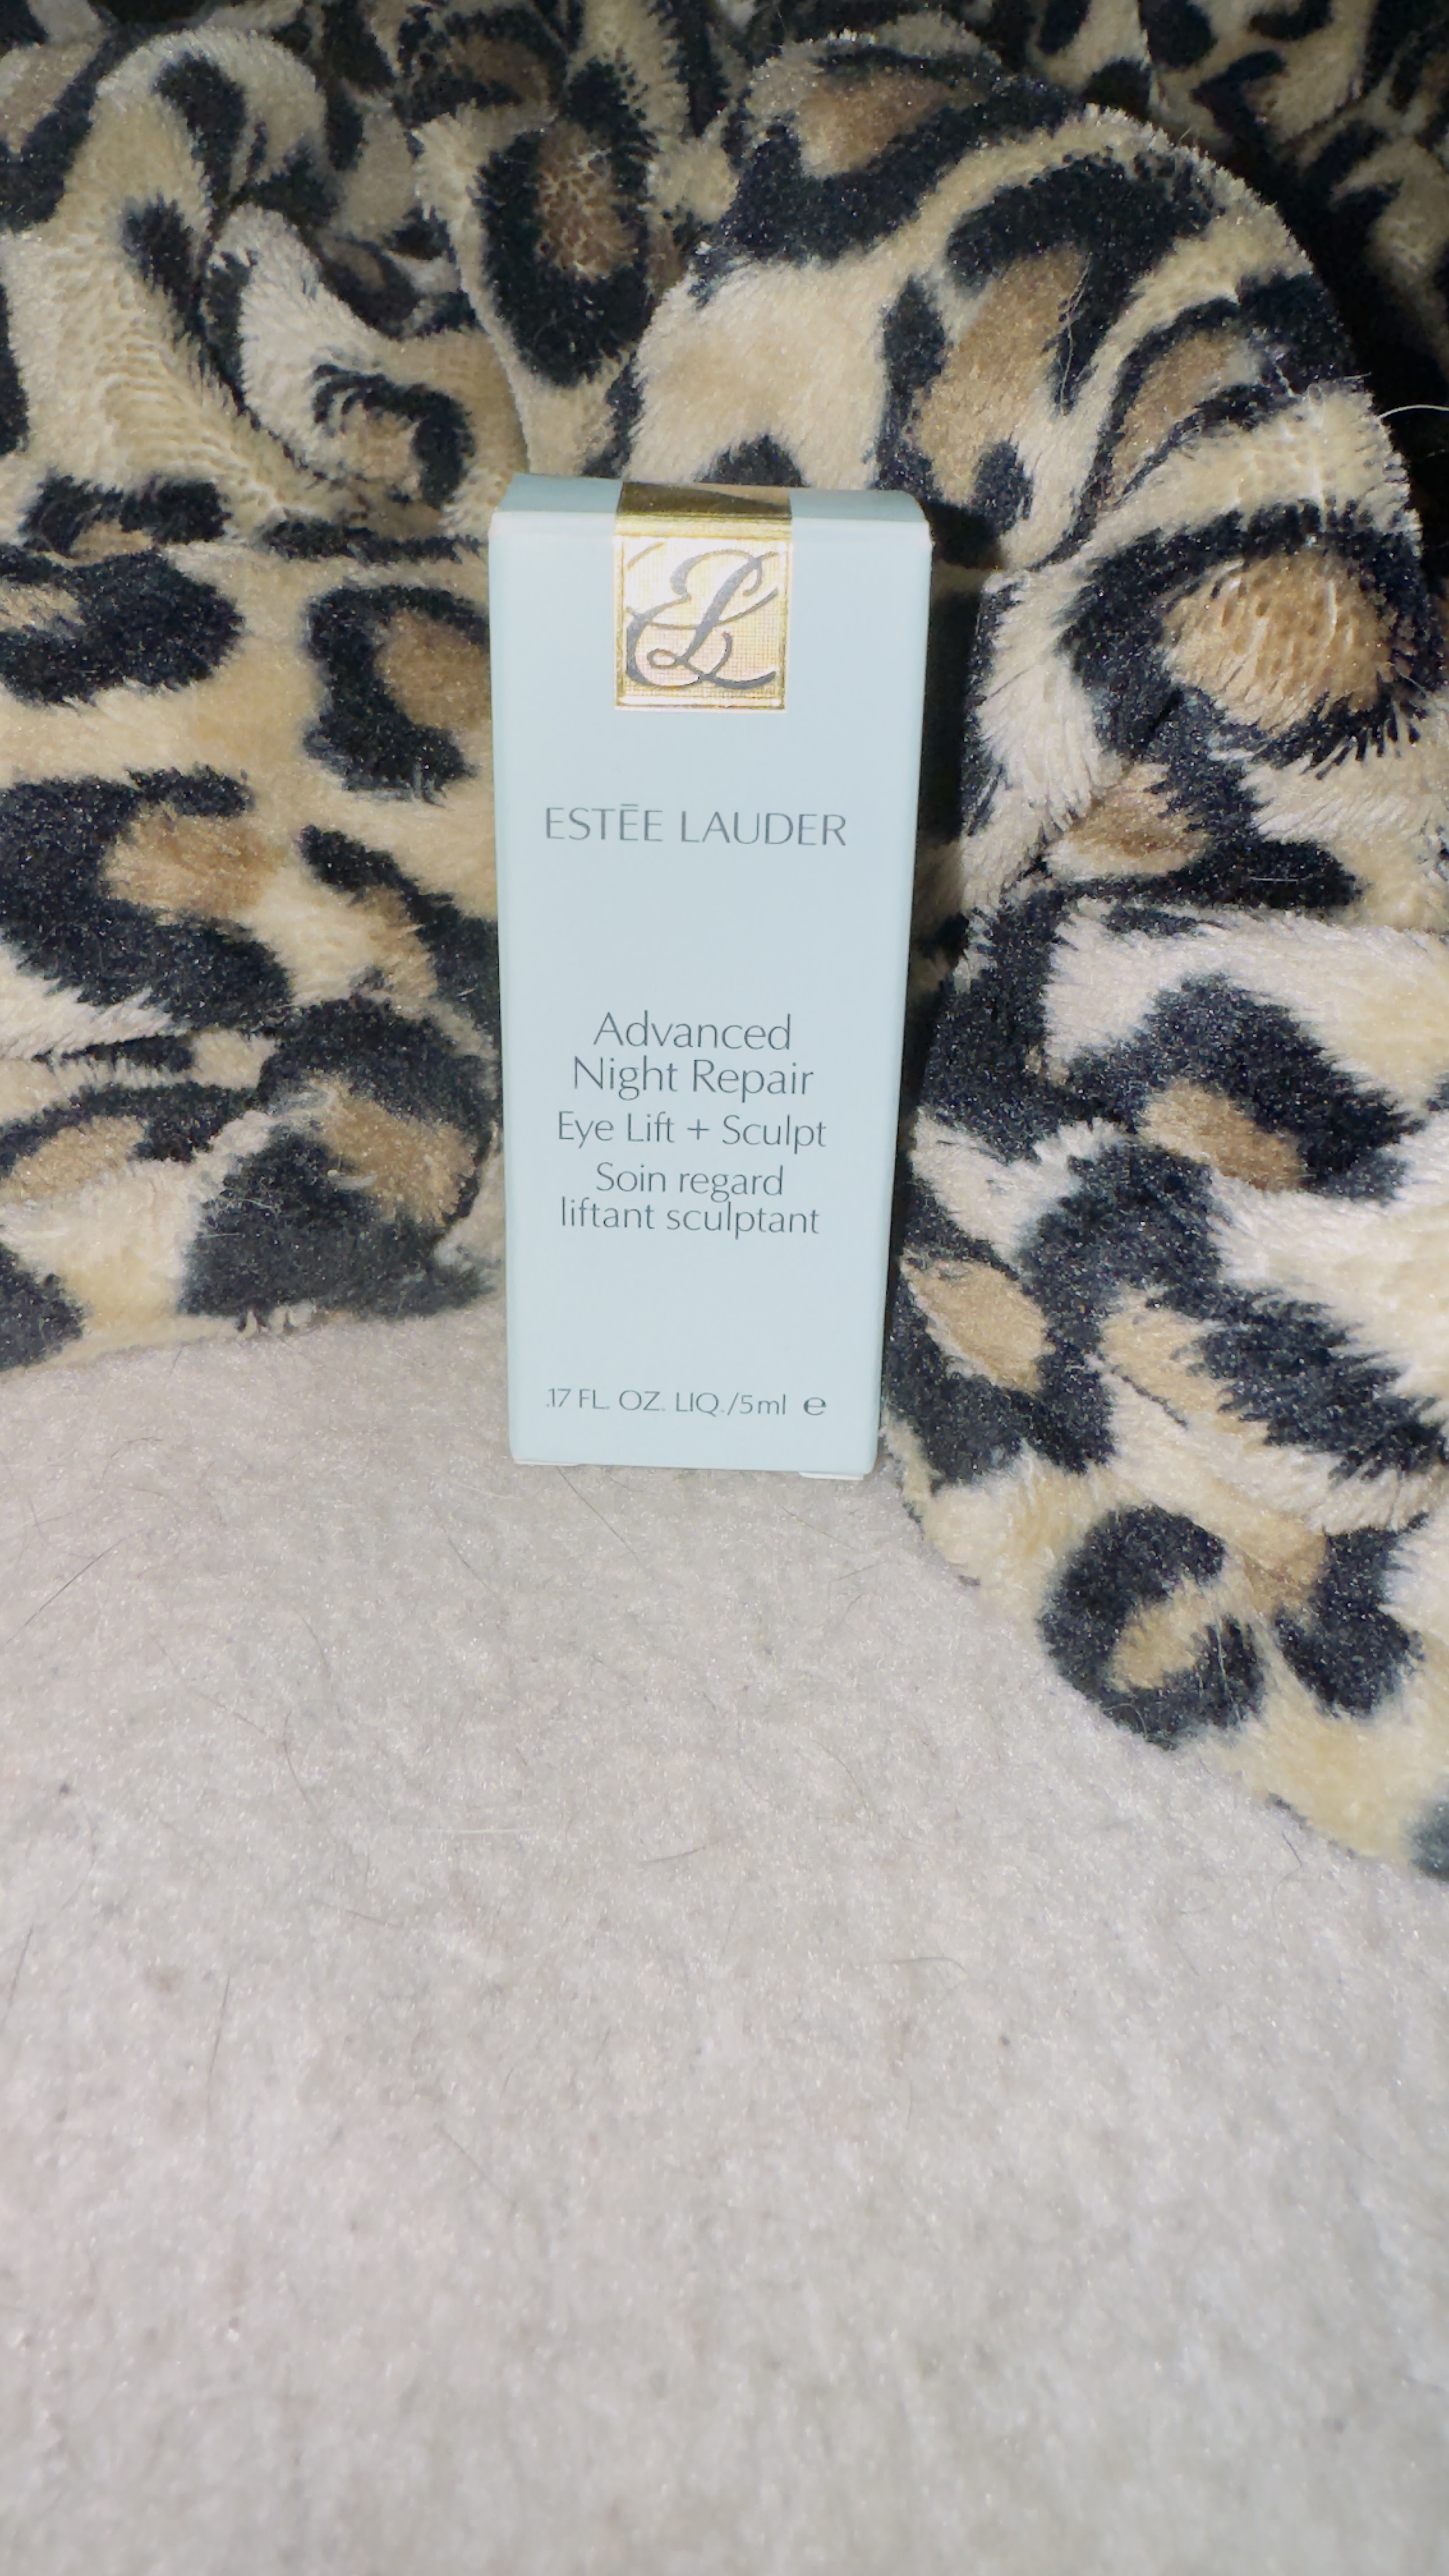 EL
ESTĒE LAUDER
Advanced
Night Repair
Eye Lift + Sculpt
Soin regard
liftant sculptant
.17 FL. OZ. LIQ./5ml ℮